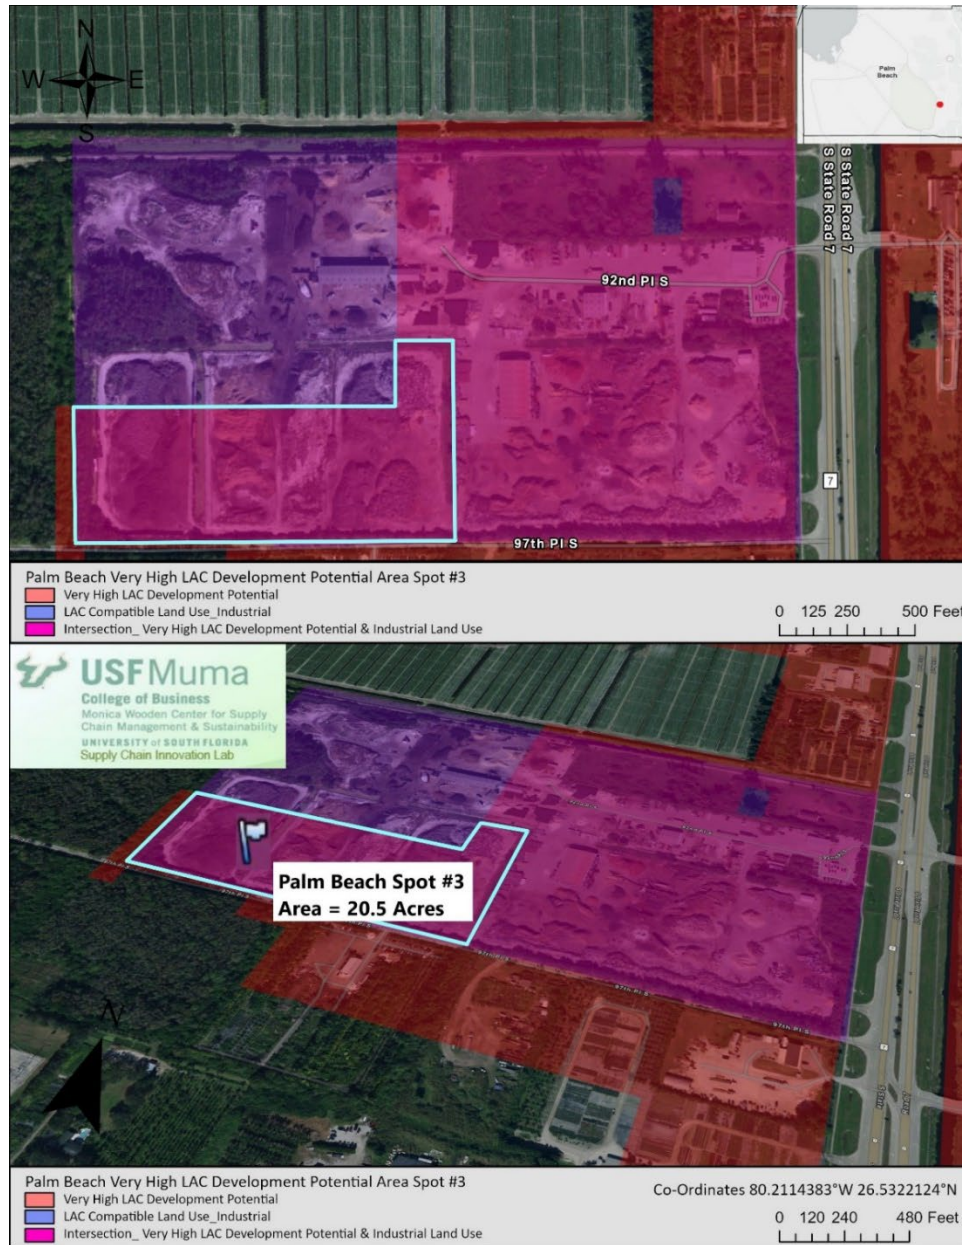 N
W E
S
Palm
Beach
S State Road 7
S State Road 7
92nd Pl S
7
97th Pl S
Palm Beach Very High LAC Development Potential Area Spot #3
Very High LAC Development Potential
LAC Compatible Land Use_Industrial
Intersection_ Very High LAC Development Potential & Industrial Land Use
0 125 250 500 Feet
USF Muma
College of Business
Monica Wooden Center for Supply
Chain Management & Sustainability
UNIVERSITY of SOUTH FLORIDA
Supply Chain Innovation Lab
Palm Beach Spot #3
Area = 20.5 Acres
97th Pl S
97th Pl S
N
Palm Beach Very High LAC Development Potential Area Spot #3
Very High LAC Development Potential
LAC Compatible Land Use_Industrial
Intersection_ Very High LAC Development Potential & Industrial Land Use
Co-Ordinates 80.2114383°W 26.5322124°N
0 120 240 480 Feet